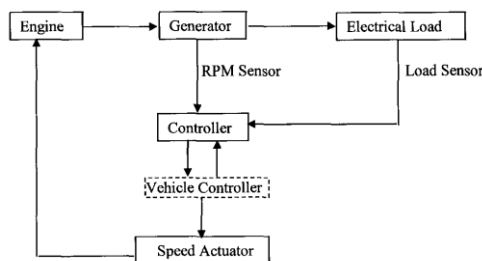 Engine
Generator
Electrical Load
RPM Sensor
Load Sensor
Controller
Vehicle Controller
Speed Actuator